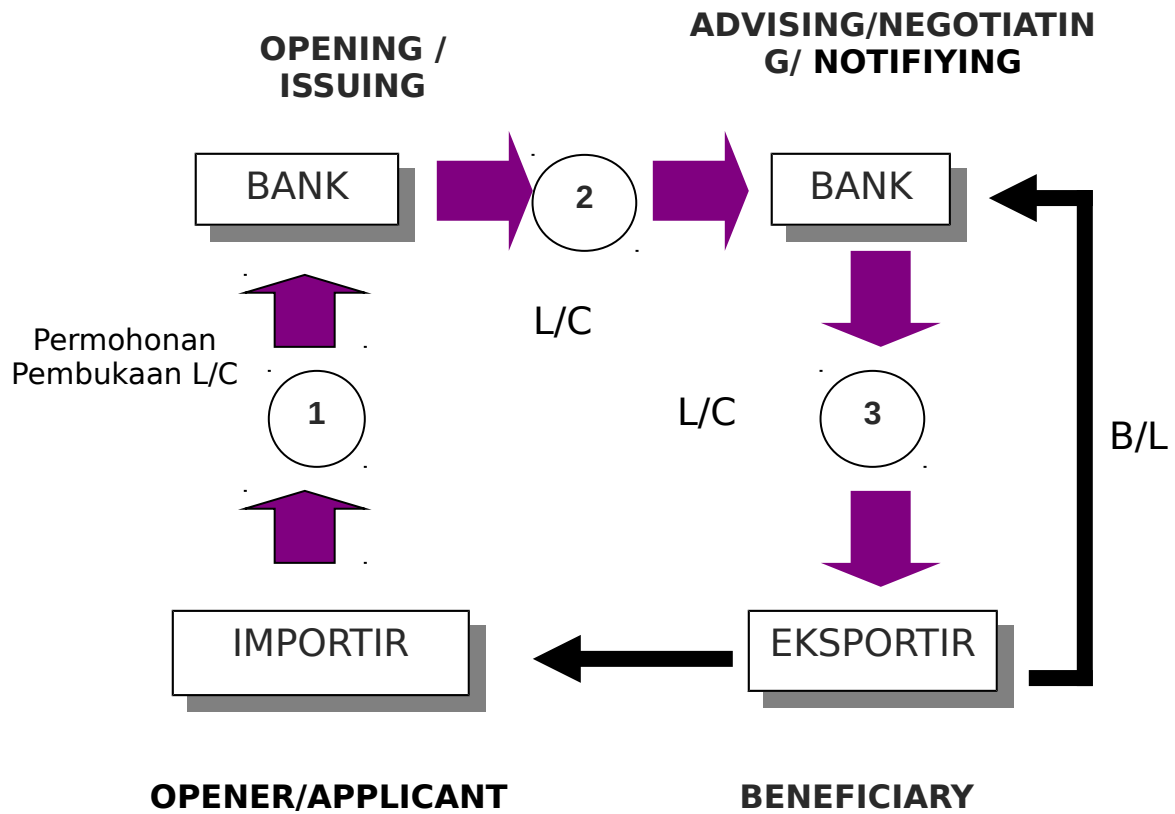 OPENING /
ISSUING
ADVISING/NEGOTIATIN
G/ NOTIFIYING
BANK
2
BANK
L/C
Permohonan
Pembukaan L/C
1
L/C
3
B/L
IMPORTIR
EKSPORTIR
OPENER/APPLICANT
BENEFICIARY